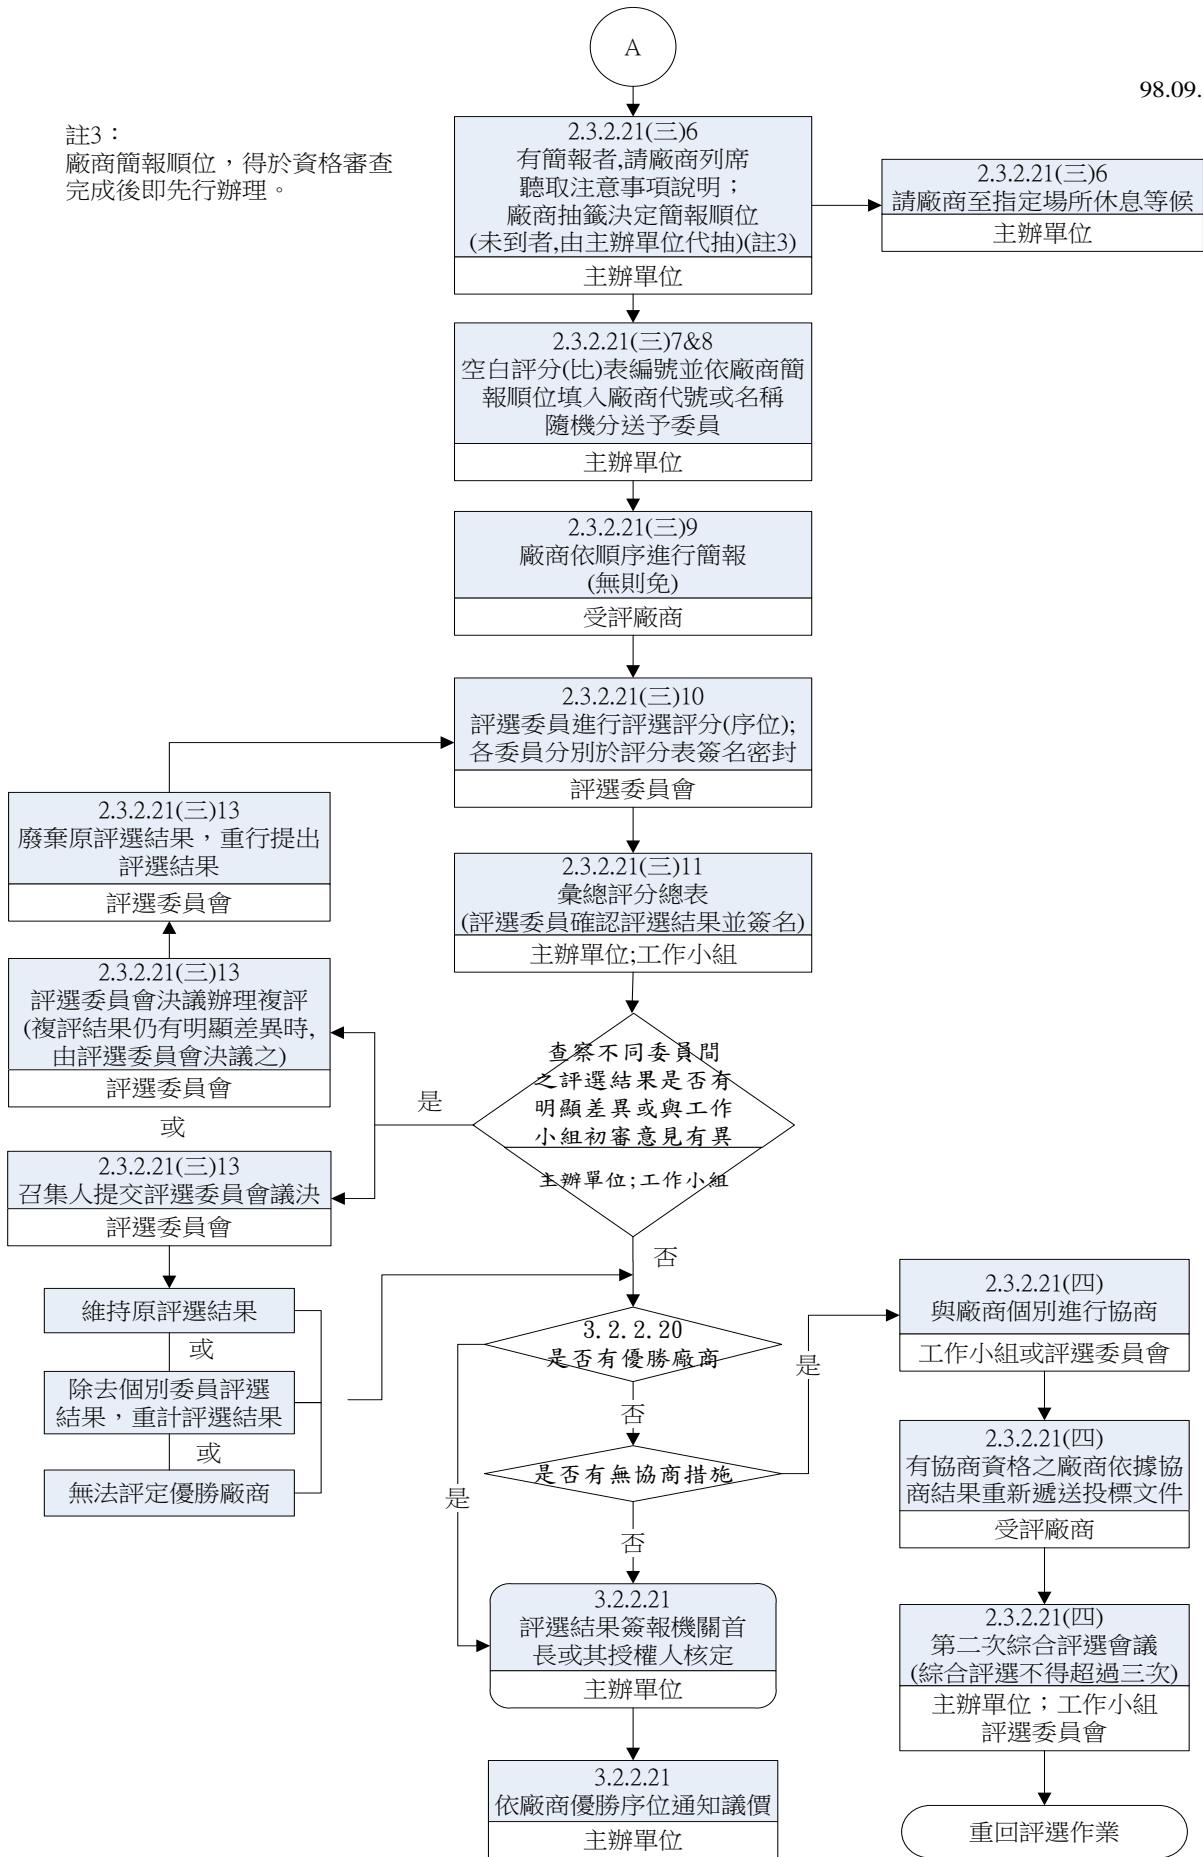 A
98.09.
註3：
廠商簡報順位，得於資格審查
完成後即先行辦理。
2.3.2.21(三)6
有簡報者,請廠商列席
聽取注意事項說明；
廠商抽籤決定簡報順位
(未到者,由主辦單位代抽)(註3)
主辦單位
2.3.2.21(三)6
請廠商至指定場所休息等候
主辦單位
2.3.2.21(三)7&8
空白評分(比)表編號並依廠商簡
報順位填入廠商代號或名稱
隨機分送予委員
主辦單位
2.3.2.21(三)9
廠商依順序進行簡報
(無則免)
受評廠商
2.3.2.21(三)10
評選委員進行評選評分(序位);
各委員分別於評分表簽名密封
評選委員會
2.3.2.21(三)13
廢棄原評選結果，重行提出
評選結果
評選委員會
2.3.2.21(三)11
彙總評分總表
(評選委員確認評選結果並簽名)
主辦單位;工作小組
2.3.2.21(三)13
評選委員會決議辦理複評
(複評結果仍有明顯差異時,
由評選委員會決議之)
評選委員會
或
是
查察不同委員間
之評選結果是否有
明顯差異或與工作
小組初審意見有異
主辦單位;工作小組
2.3.2.21(三)13
召集人提交評選委員會議決
評選委員會
否
維持原評選結果
或
除去個別委員評選
結果，重計評選結果
或
無法評定優勝廠商
3.2.2.20
是否有優勝廠商
是
否
是否有無協商措施
是
否
2.3.2.21(四)
與廠商個別進行協商
工作小組或評選委員會
2.3.2.21(四)
有協商資格之廠商依據協
商結果重新遞送投標文件
受評廠商
3.2.2.21
評選結果簽報機關首
長或其授權人核定
主辦單位
2.3.2.21(四)
第二次綜合評選會議
(綜合評選不得超過三次)
主辦單位；工作小組
評選委員會
3.2.2.21
依廠商優勝序位通知議價
主辦單位
重回評選作業